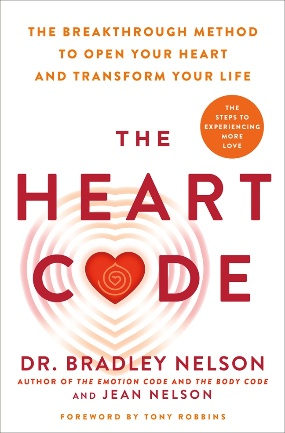 THE BREAKTHROUGH METHOD
TO OPEN YOUR HEART
AND TRANSFORM YOUR LIFE
THE
STEPS TO
EXPERIENCING
MORE
LOVE
THE
HEART
CODE
DR. BRADLEY NELSON
AUTHOR OF THE EMOTION CODE AND THE BODY CODE
AND JEAN NELSON
FOREWORD BY TONY ROBBINS